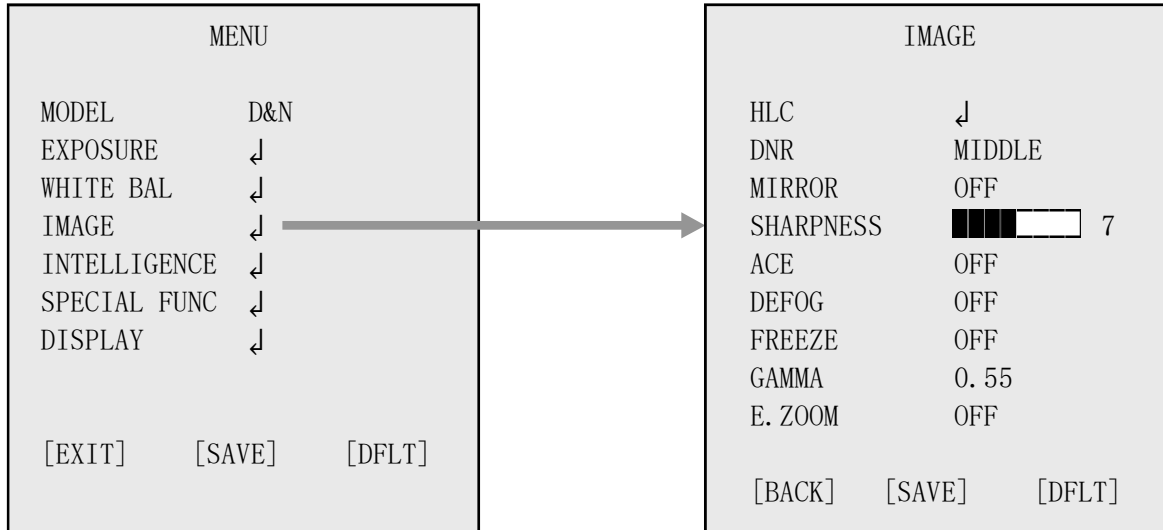 MENU
MODEL D&N
EXPOSURE ↲
WHITE BAL ↲
IMAGE ↲
INTELLIGENCE ↲
SPECIAL FUNC ↲
DISPLAY ↲
[EXIT] [SAVE] [DFLT]
IMAGE
HLC ↲
DNR MIDDLE
MIRROR OFF
SHARPNESS 7
ACE OFF
DEFOG OFF
FREEZE OFF
GAMMA 0.55
E.ZOOM OFF
[BACK] [SAVE] [DFLT]